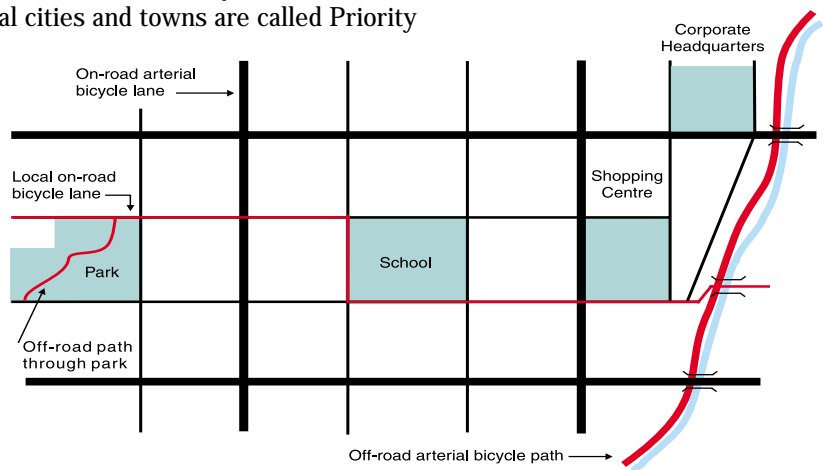 al cities and towns are called Priority
Corporate
Headquarters
On-road arterial
bicycle lane
Local on-road
bicycle lane
Shopping
Centre
School
Park
Off-road path
through park
Off-road arterial bicycle path